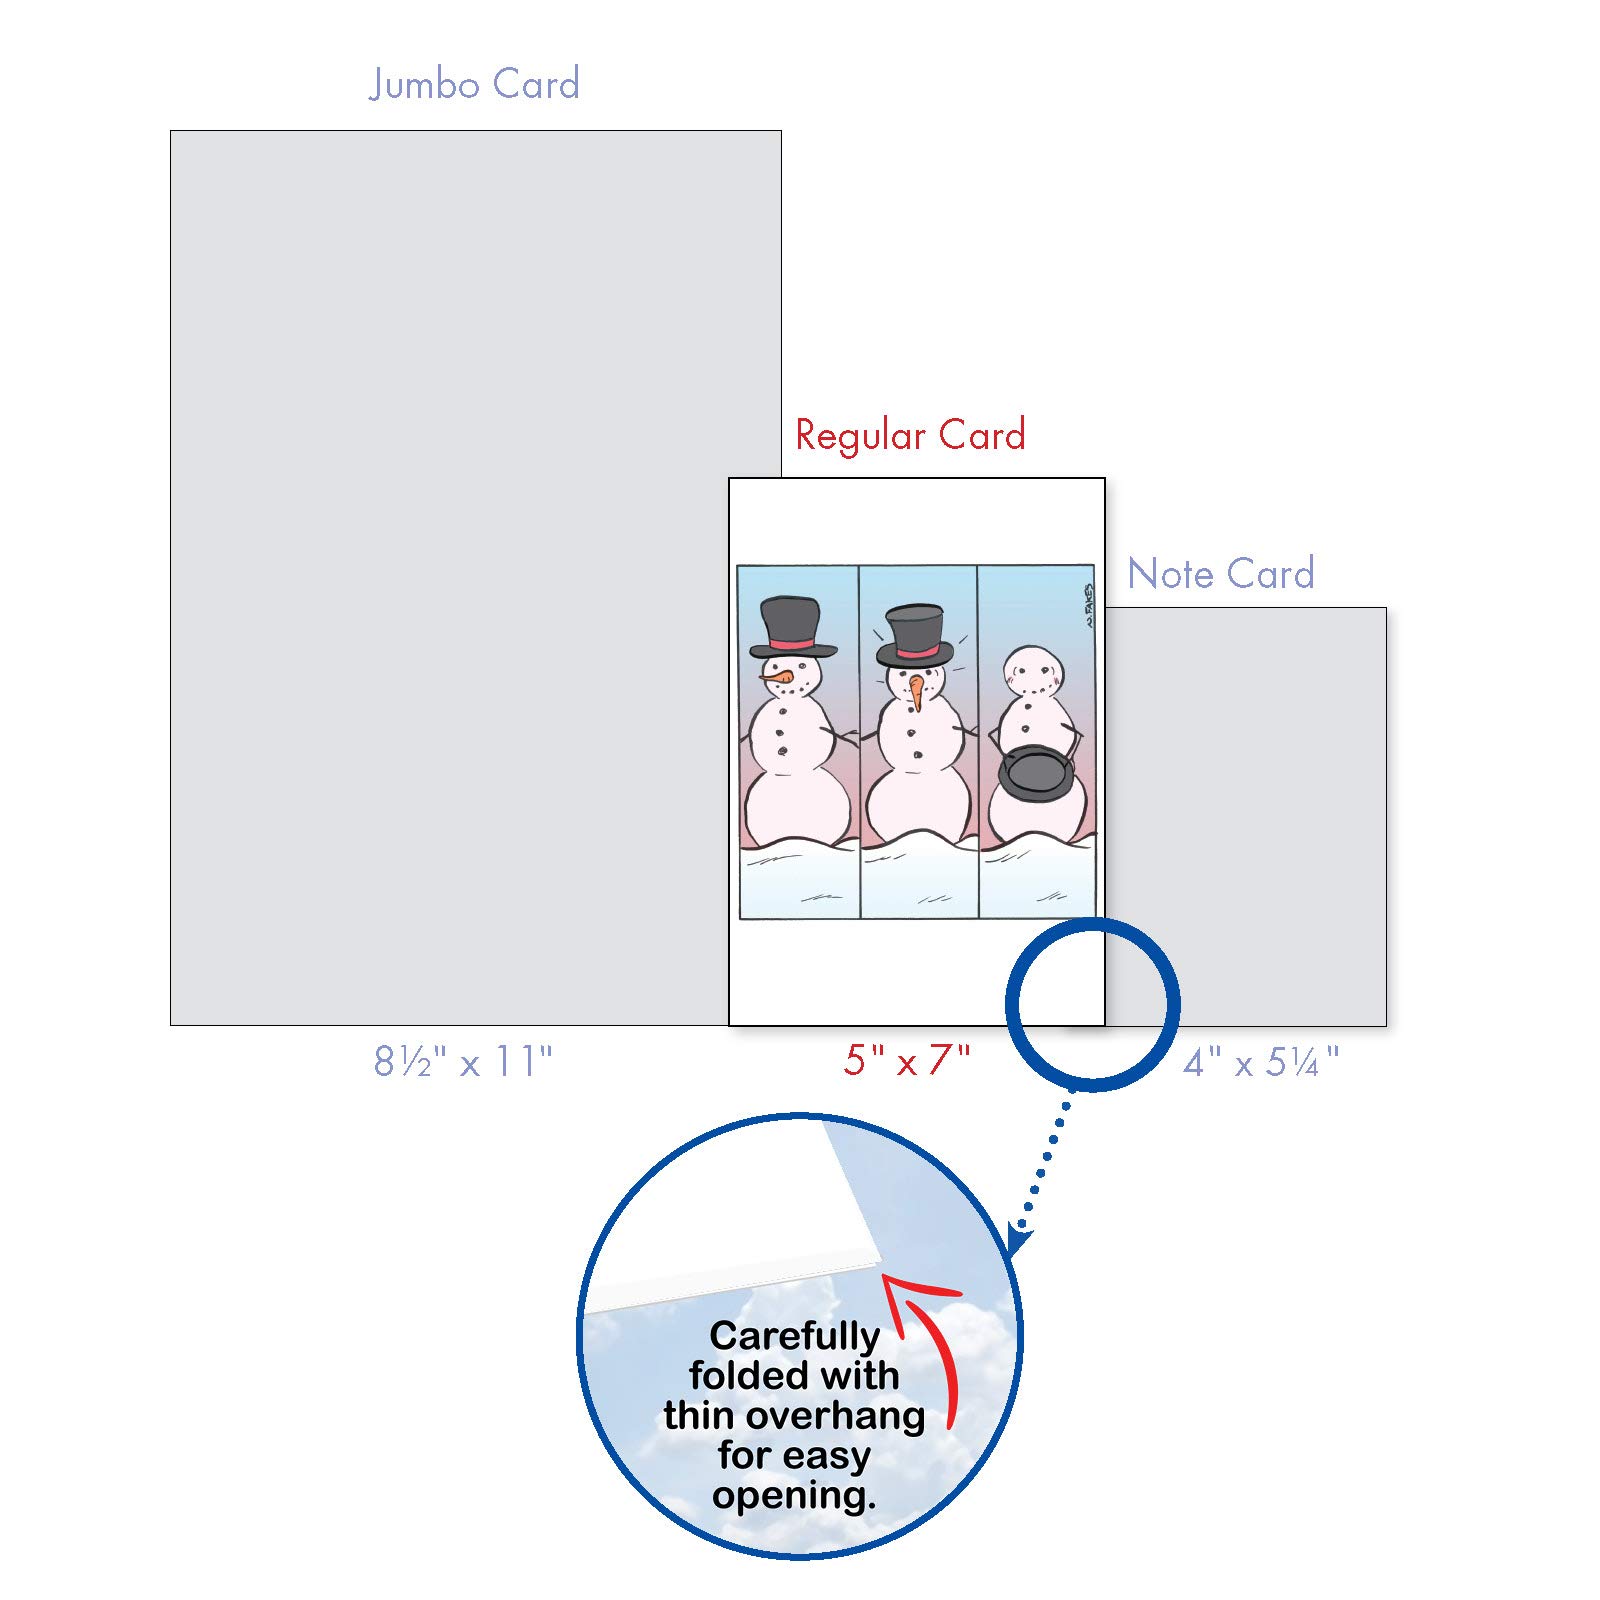 Jumbo Card
Regular Card
Note Card
D. FAKES
8½" x 11"
5" x 7"
4" x 5¼"
Carefully
folded with
thin overhang
for easy
opening.